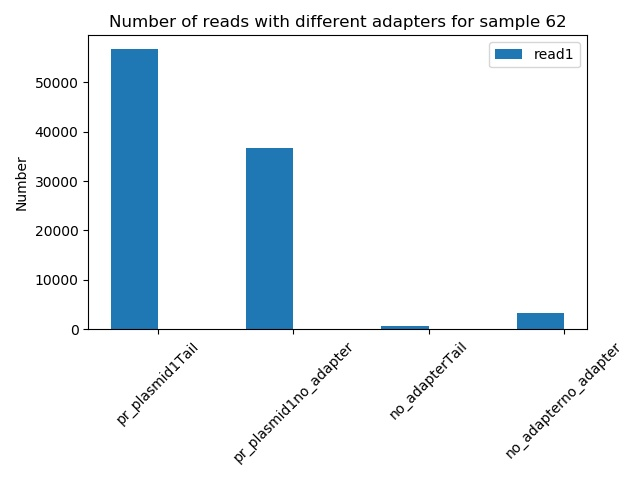 Number of reads with different adapters for sample 62
read1
Number
50000
40000
30000
20000
10000
0
pr_plasmid1Tail
pr_plasmid1no_adapter
no_adapterTail
no_adapterno_adapter